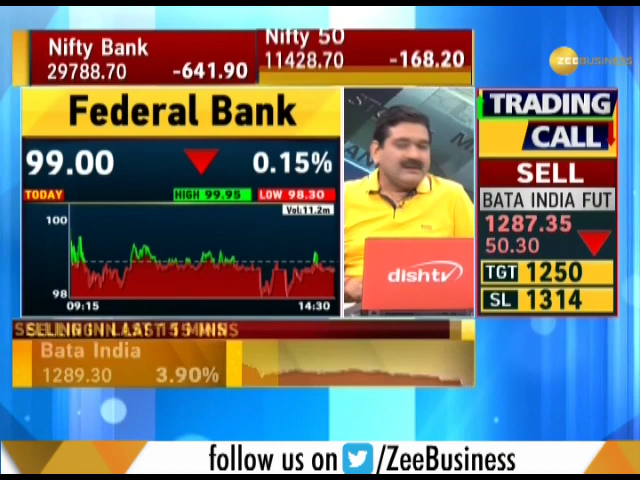 Nifty Bank
29788.70
-641.90
Nifty 50
11428.70
-168.20
ZEE BUSINESS
Federal Bank
99.00
0.15%
TODAY
HIGH 99.95
LOW 98.30
Vol:11.2m
100
98
09:15
14:30
dishtv
TRADING
CALL
SELL
BATA INDIA FUT
1287.35
50.30
TGT 1250
SL 1314
Bata India
1289.30
3.90%
follow us on /ZeeBusiness